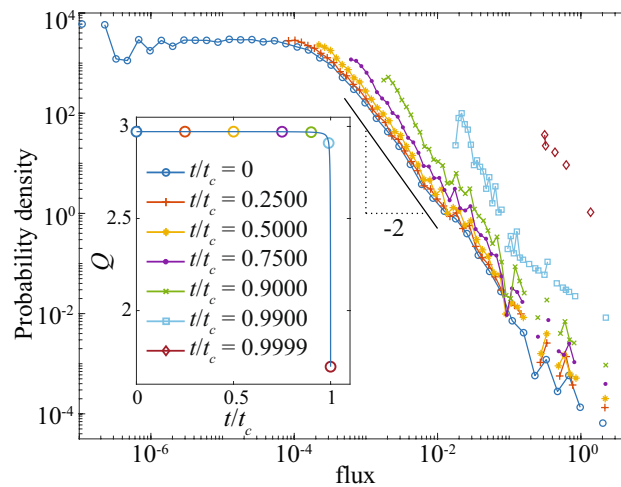 10^4
10^2
10^0
10^-2
10^-4
Probability density
10^-6
10^-4
10^-2
10^0
flux
-2
3
2.5
2
Q
0
0.5
1
t/t_c
t/t_c = 0
t/t_c = 0.2500
t/t_c = 0.5000
t/t_c = 0.7500
t/t_c = 0.9000
t/t_c = 0.9900
t/t_c = 0.9999